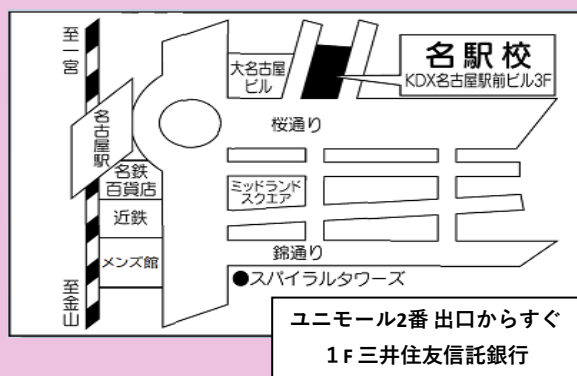 至一宮
大名古屋
ビル
名駅校
KDX名古屋駅前ビル3F
名古屋駅
桜通り
名鉄
百貨店
ミッドランド
スクエア
近鉄
錦通り
メンズ館
●スパイラルタワーズ
至金山
ユニモール2番 出口からすぐ
1F 三井住友信託銀行